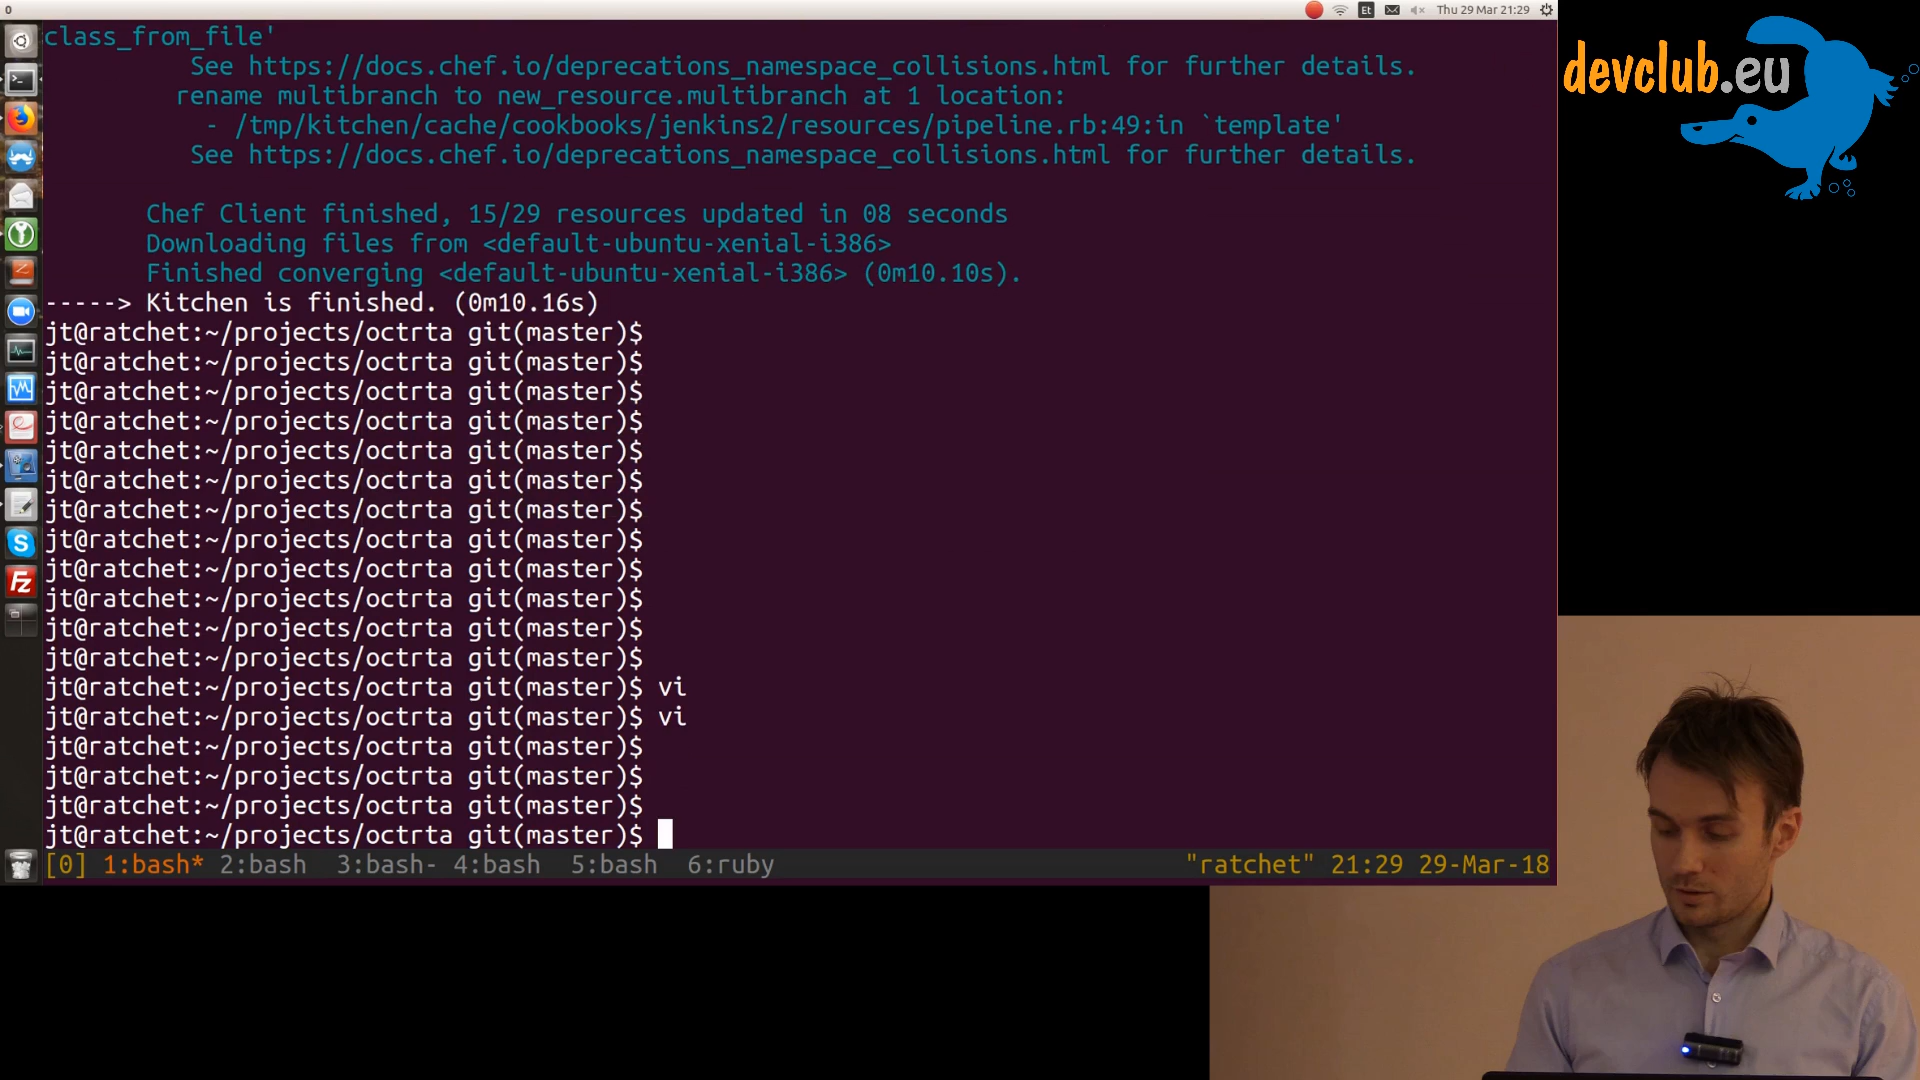 0
Et
Thu 29 Mar 21:29
class_from_file'
See https://docs.chef.io/deprecations_namespace_collisions.html for further details.
rename multibranch to new_resource.multibranch at 1 location:
- /tmp/kitchen/cache/cookbooks/jenkins2/resources/pipeline.rb:49:in `template'
See https://docs.chef.io/deprecations_namespace_collisions.html for further details.
Chef Client finished, 15/29 resources updated in 08 seconds
Downloading files from <default-ubuntu-xenial-i386>
Finished converging <default-ubuntu-xenial-i386> (0m10.10s).
-----> Kitchen is finished. (0m10.16s)
jt@ratchet:~/projects/octrta git(master)$
jt@ratchet:~/projects/octrta git(master)$
jt@ratchet:~/projects/octrta git(master)$
jt@ratchet:~/projects/octrta git(master)$
jt@ratchet:~/projects/octrta git(master)$
jt@ratchet:~/projects/octrta git(master)$
jt@ratchet:~/projects/octrta git(master)$
jt@ratchet:~/projects/octrta git(master)$
jt@ratchet:~/projects/octrta git(master)$
jt@ratchet:~/projects/octrta git(master)$
jt@ratchet:~/projects/octrta git(master)$
jt@ratchet:~/projects/octrta git(master)$
jt@ratchet:~/projects/octrta git(master)$ vi
jt@ratchet:~/projects/octrta git(master)$ vi
jt@ratchet:~/projects/octrta git(master)$
jt@ratchet:~/projects/octrta git(master)$
jt@ratchet:~/projects/octrta git(master)$
jt@ratchet:~/projects/octrta git(master)$
[0] 1:bash* 2:bash 3:bash- 4:bash 5:bash 6:ruby "ratchet" 21:29 29-Mar-18
devclub.eu